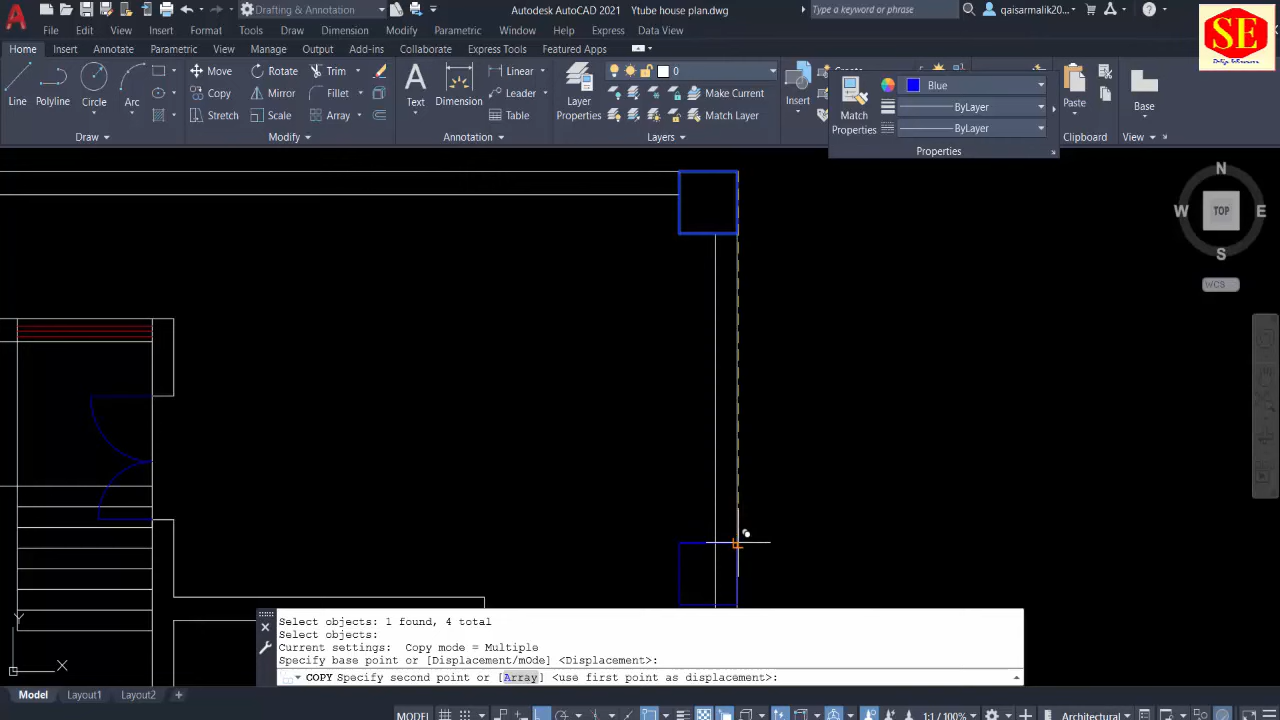 Drafting & Annotation
Autodesk AutoCAD 2021 Ytube house plan.dwg
Type a keyword or phrase
qaisarmalik20...
SE
File Edit View Insert Format Tools Draw Dimension Modify Parametric Window Help Express Data View
Home Insert Annotate Parametric View Manage Output Add-ins Collaborate Express Tools Featured Apps
Line Polyline Circle Arc
Move Rotate Trim
Copy Mirror Fillet
Stretch Scale Array
Text Dimension
Linear
Leader
Table
Layer Properties
0
Make Current
Match Layer
Insert
Create
Match Properties
Blue
ByLayer
ByLayer
Paste
Base
Draw Modify Annotation Layers Properties Clipboard View
N
W TOP E
S
WCS
Y
X
Select objects: 1 found, 4 total
Select objects:
Current settings: Copy mode = Multiple
Specify base point or [Displacement/mOde] <Displacement>:
COPY Specify second point or [Array] <use first point as displacement>:
Model Layout1 Layout2 +
MODEL 1:1 / 100% Architectural